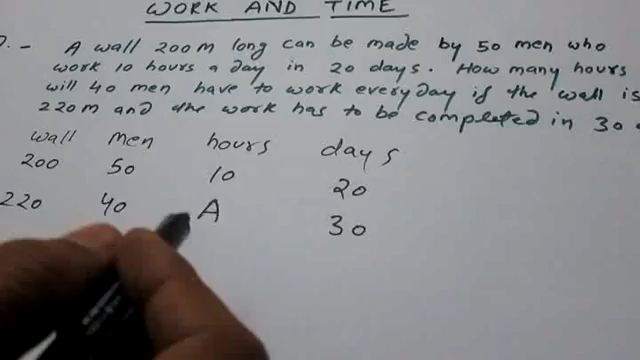 WORK AND TIME
A wall 200m long can be made by 50 men who
work 10 hours a day in 20 days. How many hours
will 40 men have to work everyday if the wall is
220m and the work has to be completed in 30
wall men hours days
200 50 10 20
220 40 A 30